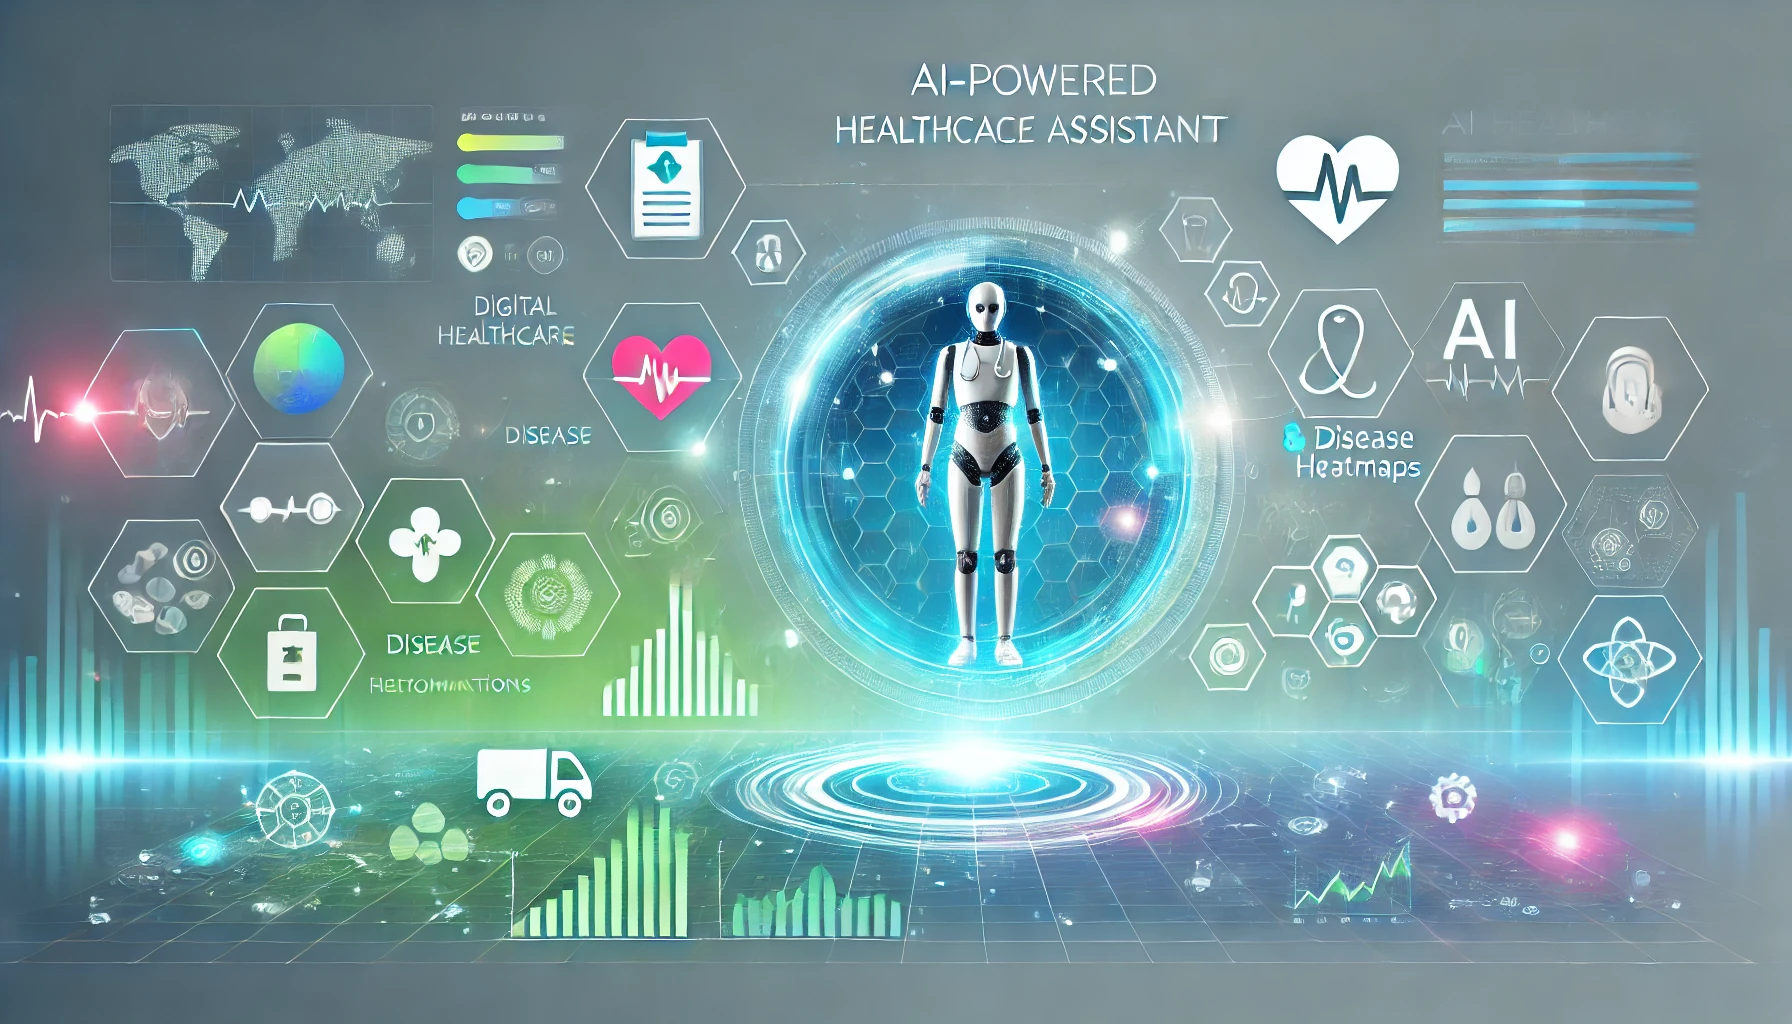 AI-POWERED
HEALTHCACE ASSISTANT
DIGITAL
HEALTHCARE
DISEASE
AI
Disease
Heatmaps
DISEASE